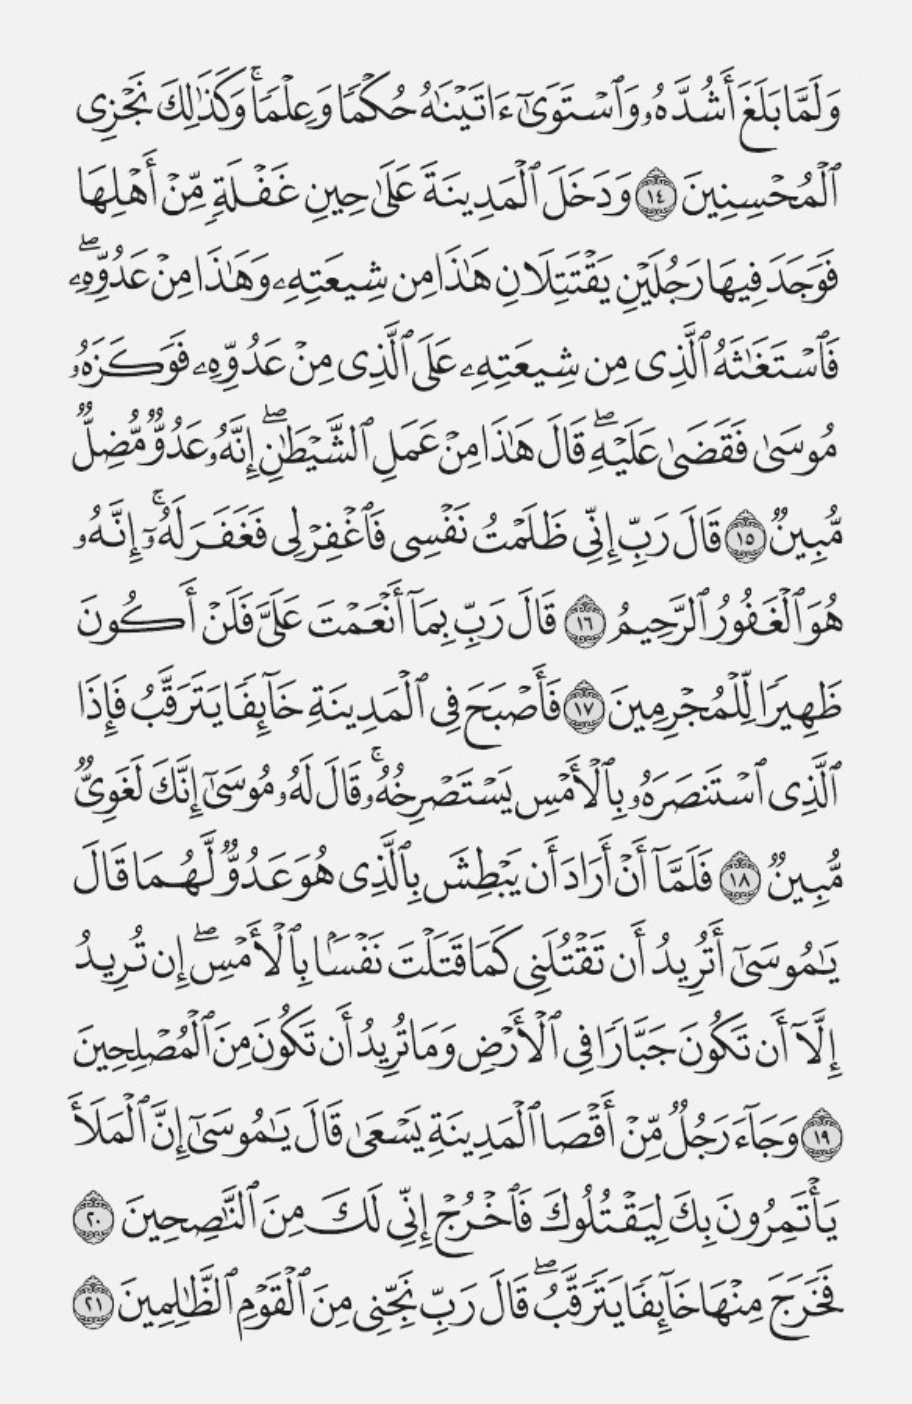 وَلَمَّا بَلَغَ أَشُدَّهُۥ وَٱسْتَوَىٰٓ ءَاتَيْنَٰهُ حُكْمًا وَعِلْمًا ۚ وَكَذَٰلِكَ نَجْزِى
ٱلْمُحْسِنِينَ ١٤ وَدَخَلَ ٱلْمَدِينَةَ عَلَىٰ حِينِ غَفْلَةٍ مِّنْ أَهْلِهَا
فَوَجَدَ فِيهَا رَجُلَيْنِ يَقْتَتِلَانِ هَٰذَا مِن شِيعَتِهِۦ وَهَٰذَا مِنْ عَدُوِّهِۦ ۖ
فَٱسْتَغَٰثَهُ ٱلَّذِى مِن شِيعَتِهِۦ عَلَى ٱلَّذِى مِنْ عَدُوِّهِۦ فَوَكَزَهُۥ
مُوسَىٰ فَقَضَىٰ عَلَيْهِ ۖ قَالَ هَٰذَا مِنْ عَمَلِ ٱلشَّيْطَٰنِ ۖ إِنَّهُۥ عَدُوٌّ مُّضِلٌّ
مُّبِينٌ ١٥ قَالَ رَبِّ إِنِّى ظَلَمْتُ نَفْسِى فَٱغْفِرْ لِى فَغَفَرَ لَهُۥٓ ۚ إِنَّهُۥ
هُوَ ٱلْغَفُورُ ٱلرَّحِيمُ ١٦ قَالَ رَبِّ بِمَآ أَنْعَمْتَ عَلَىَّ فَلَنْ أَكُونَ
ظَهِيرًا لِّلْمُجْرِمِينَ ١٧ فَأَصْبَحَ فِى ٱلْمَدِينَةِ خَآئِفًا يَتَرَقَّبُ فَإِذَا
ٱلَّذِى ٱسْتَنصَرَهُۥ بِٱلْأَمْسِ يَسْتَصْرِخُهُۥ ۚ قَالَ لَهُۥ مُوسَىٰٓ إِنَّكَ لَغَوِىٌّ
مُّبِينٌ ١٨ فَلَمَّآ أَنْ أَرَادَ أَن يَبْطِشَ بِٱلَّذِى هُوَ عَدُوٌّ لَّهُمَا قَالَ
يَٰمُوسَىٰٓ أَتُرِيدُ أَن تَقْتُلَنِى كَمَا قَتَلْتَ نَفْسًۢا بِٱلْأَمْسِ ۖ إِن تُرِيدُ
إِلَّآ أَن تَكُونَ جَبَّارًا فِى ٱلْأَرْضِ وَمَا تُرِيدُ أَن تَكُونَ مِنَ ٱلْمُصْلِحِينَ
١٩ وَجَآءَ رَجُلٌ مِّنْ أَقْصَا ٱلْمَدِينَةِ يَسْعَىٰ قَالَ يَٰمُوسَىٰٓ إِنَّ ٱلْمَلَأَ
يَأْتَمِرُونَ بِكَ لِيَقْتُلُوكَ فَٱخْرُجْ إِنِّى لَكَ مِنَ ٱلنَّٰصِحِينَ ٢٠
فَخَرَجَ مِنْهَا خَآئِفًا يَتَرَقَّبُ ۖ قَالَ رَبِّ نَجِّنِى مِنَ ٱلْقَوْمِ ٱلظَّٰلِمِينَ ٢١